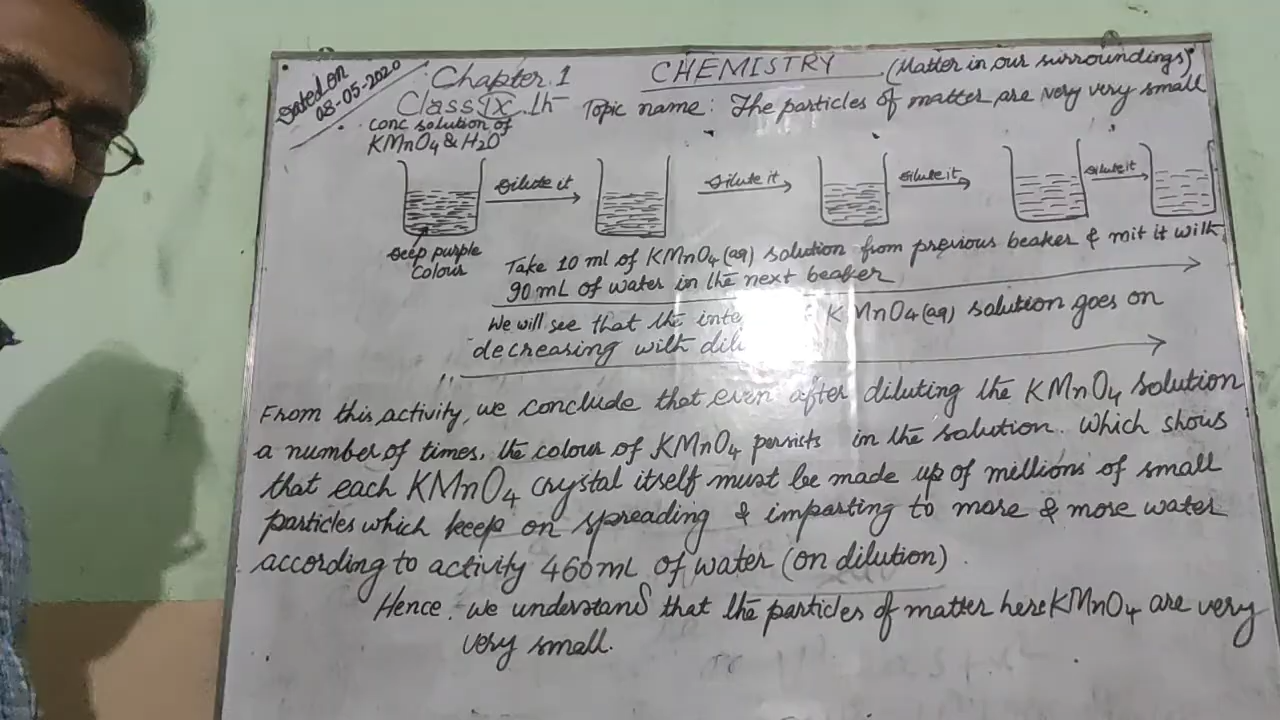 Dated on
08-05-2020
Chapter 1
CHEMISTRY (Matter in our surroundings)
Class IX th
Topic name: The particles of matter are very very small
conc solution of
KMnO4 & H2O
Dilute it
Dilute it
Dilute it
Dilute it
Deep purple
Colour
Take 10 ml of KMnO4 (aq) solution from previous beaker & mix it with
90 mL of water in the next beaker
We will see that the KMnO4 (aq) solution goes on
decreasing with
From this activity, we conclude that even after diluting the KMnO4 solution
a number of times, the colour of KMnO4 persists in the solution. Which shows
that each KMnO4 crystal itself must be made up of millions of small
particles which keep on spreading & imparting to more & more water
according to activity 460 mL of water (on dilution).
Hence. we understand that the particles of matter here KMnO4 are very
very small.